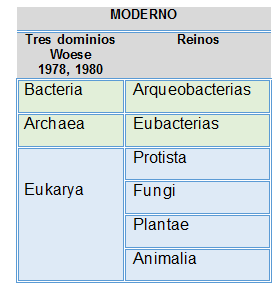 MODERNO
Tres dominios Reinos
Woese
1978, 1980
Bacteria Arqueobacterias
Archaea Eubacterias
Eukarya
Protista
Fungi
Plantae
Animalia